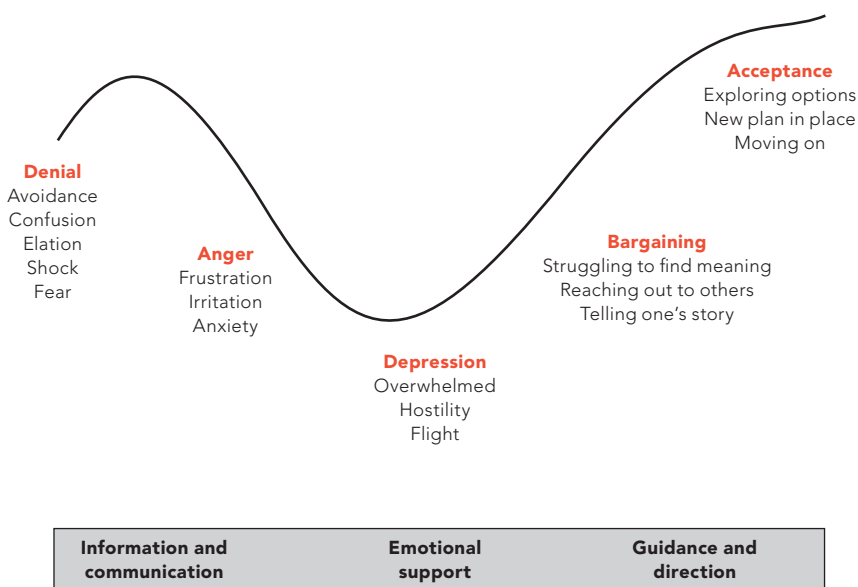 Denial
Avoidance
Confusion
Elation
Shock
Fear
Anger
Frustration
Irritation
Anxiety
Depression
Overwhelmed
Hostility
Flight
Bargaining
Struggling to find meaning
Reaching out to others
Telling one's story
Acceptance
Exploring options
New plan in place
Moving on
Information and
communication
Emotional
support
Guidance and
direction